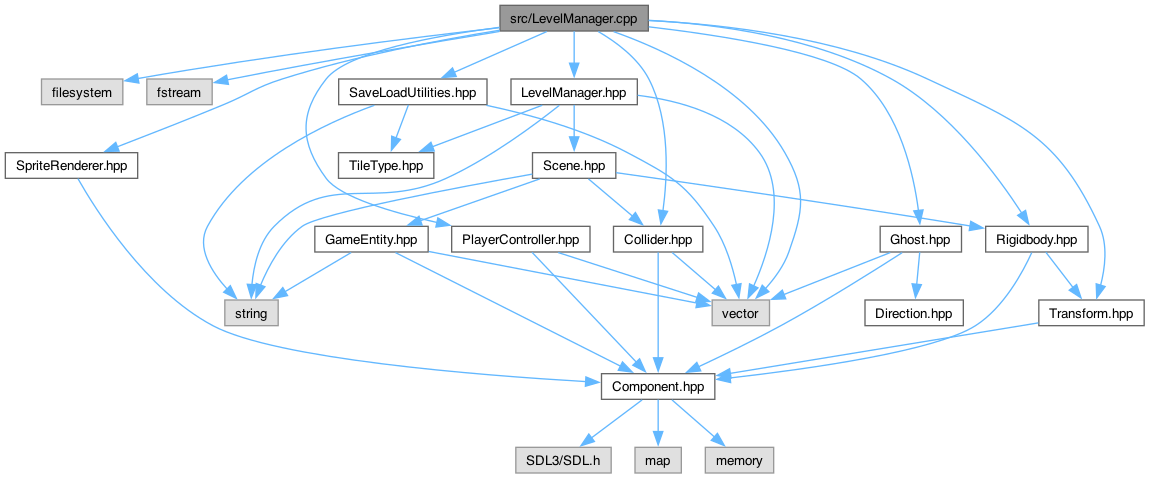 src/LevelManager.cpp
filesystem
fstream
SaveLoadUtilities.hpp
LevelManager.hpp
SpriteRenderer.hpp
TileType.hpp
Scene.hpp
GameEntity.hpp
PlayerController.hpp
Collider.hpp
Ghost.hpp
Rigidbody.hpp
string
vector
Direction.hpp
Transform.hpp
Component.hpp
SDL3/SDL.h
map
memory